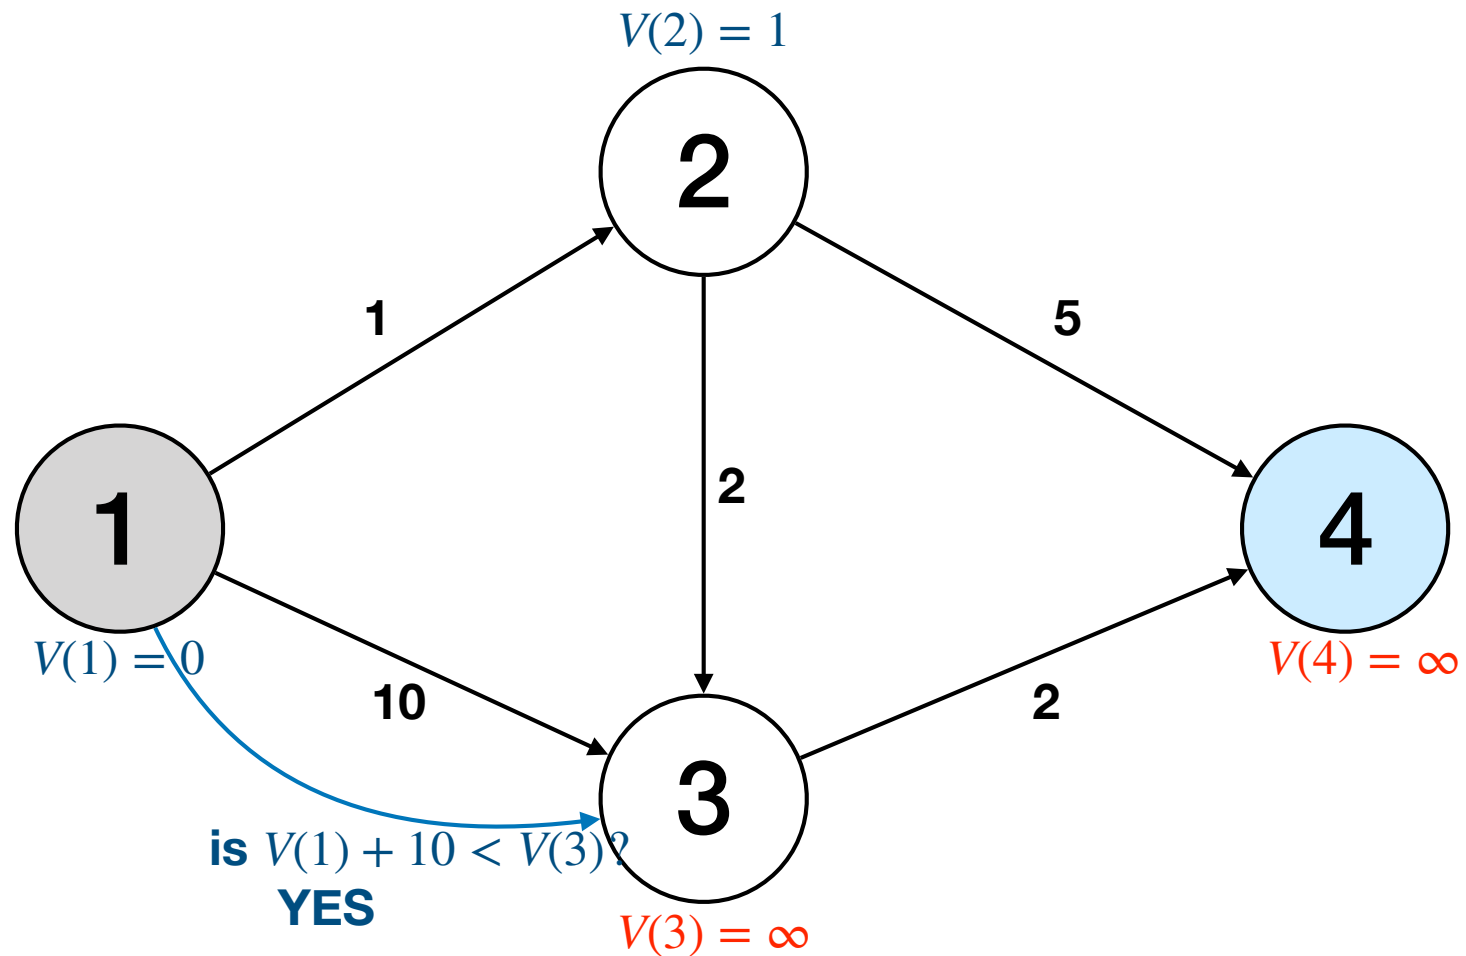 V(2) = 1
2
1
5
2
1
4
V(1) = 0
V(4) = ∞
10
2
3
is V(1) + 10 < V(3)?
YES
V(3) = ∞